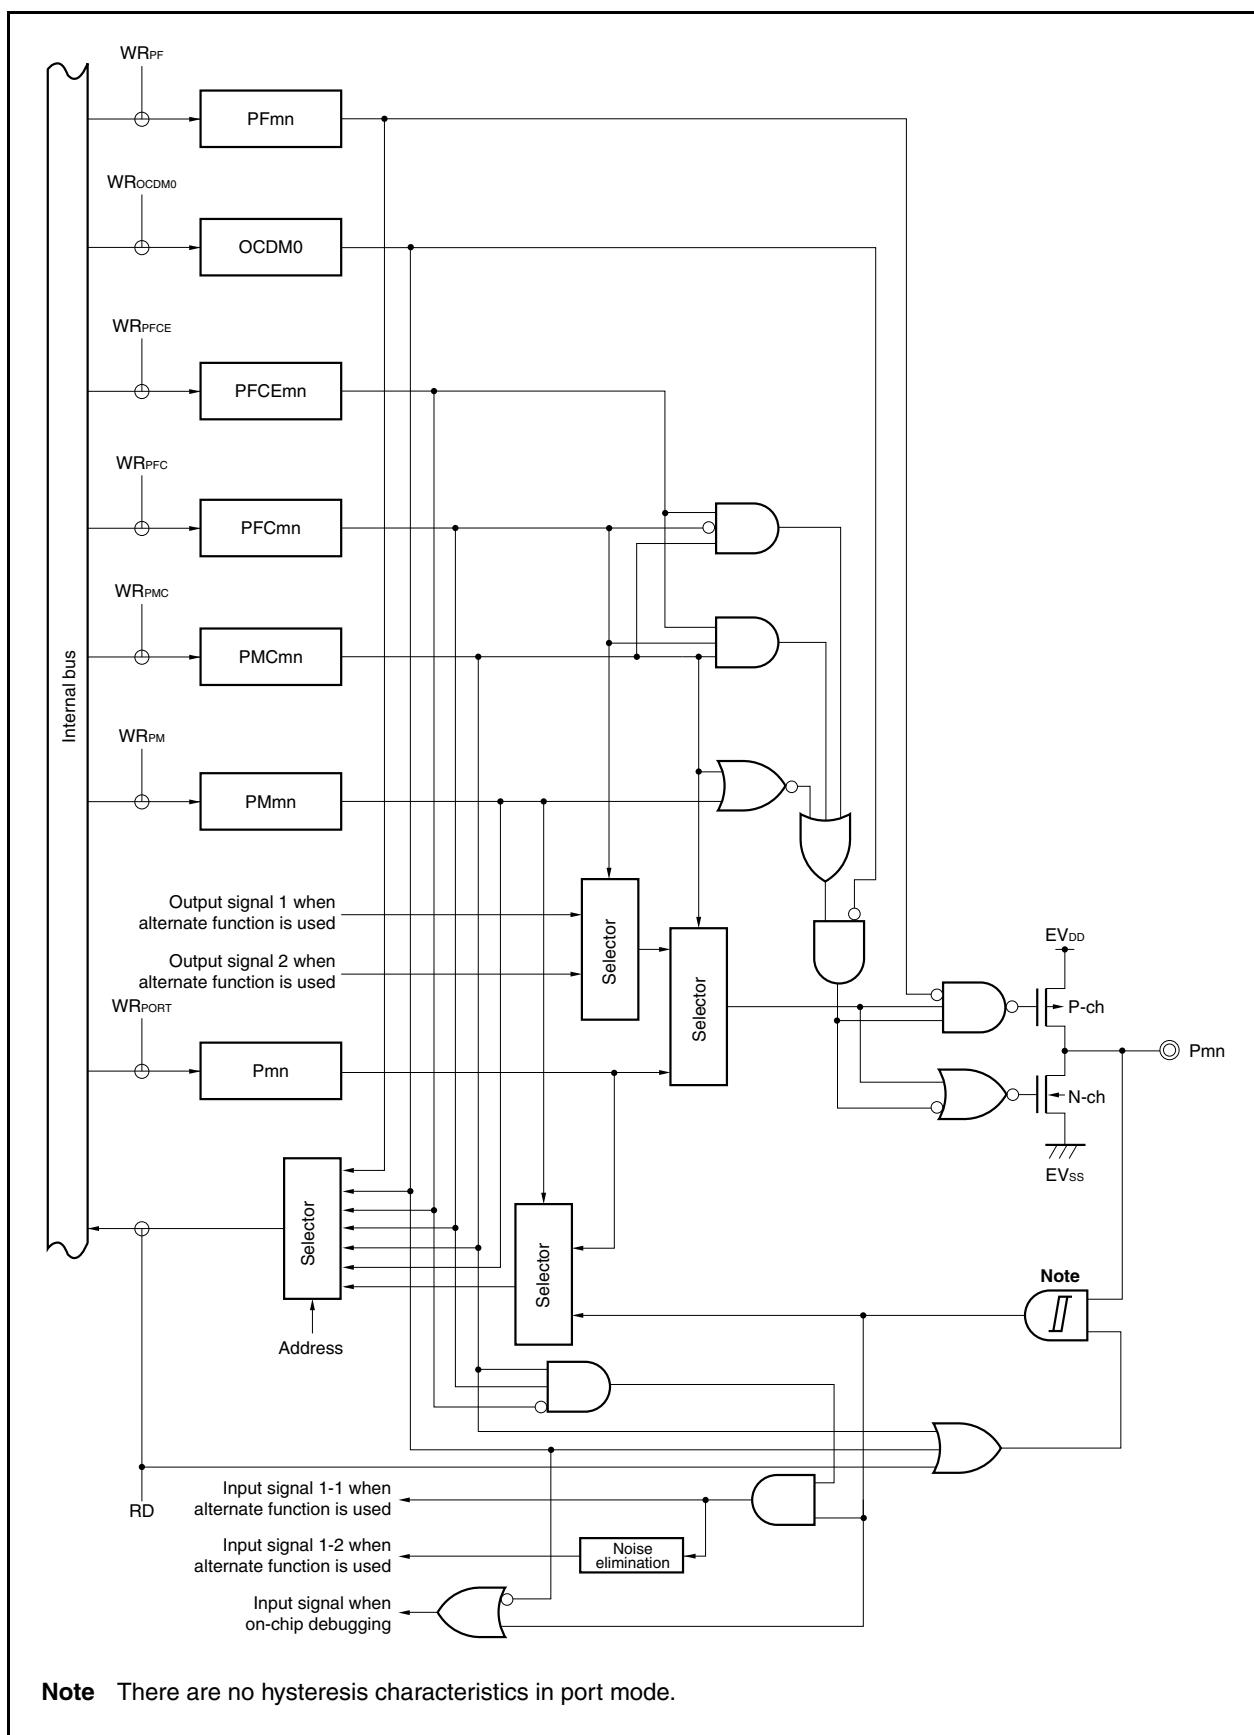 WRPF
PFmn
WROCDM0
OCDM0
WRPFCE
PFCEmn
WRPFC
PFCmn
WRPMC
PMCmn
Internal bus
WRPM
PMmn
Output signal 1 when
alternate function is used
Output signal 2 when
alternate function is used
Selector
Selector
WRPORT
Pmn
EVDD
P-ch
Pmn
N-ch
EVSS
Selector
Selector
Address
Note
RD
Input signal 1-1 when
alternate function is used
Input signal 1-2 when
alternate function is used
Noise
elimination
Input signal when
on-chip debugging
Note There are no hysteresis characteristics in port mode.